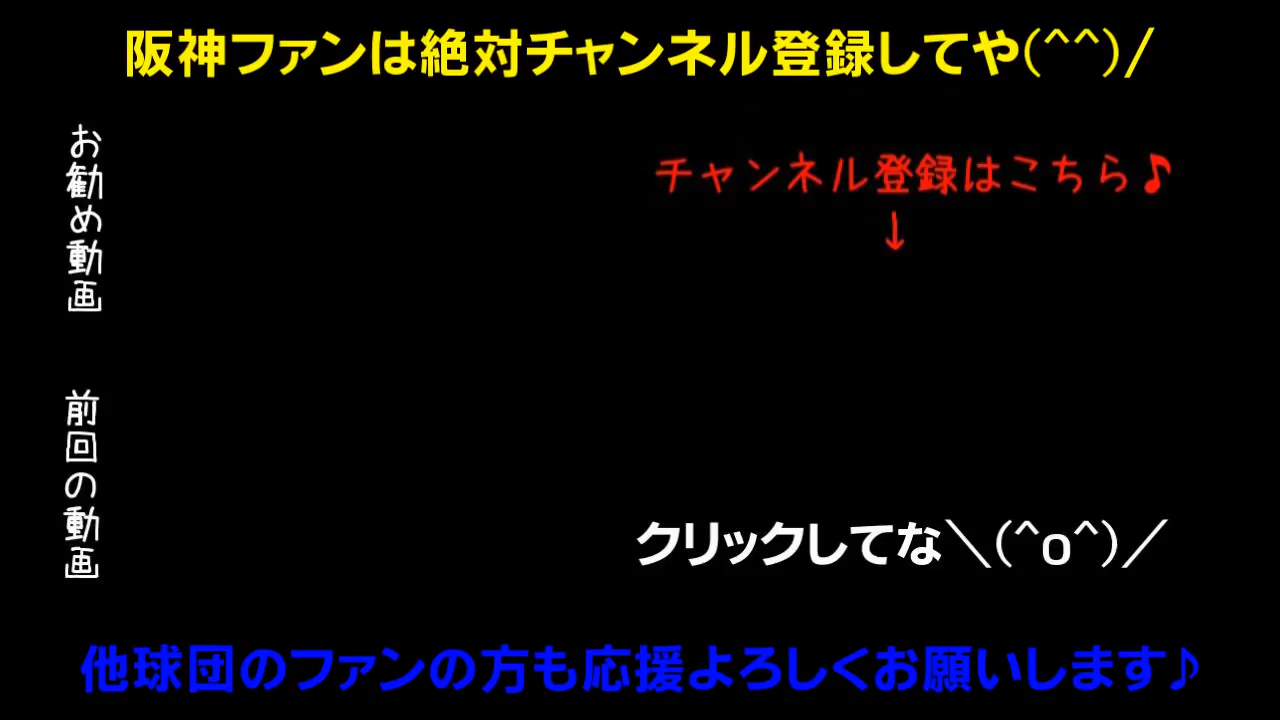 阪神ファンは絶対チャンネル登録してや(^^)/
お勧め動画
チャンネル登録はこちら♪
↓
前回の動画
クリックしてな＼(^o^)／
他球団のファンの方も応援よろしくお願いします♪